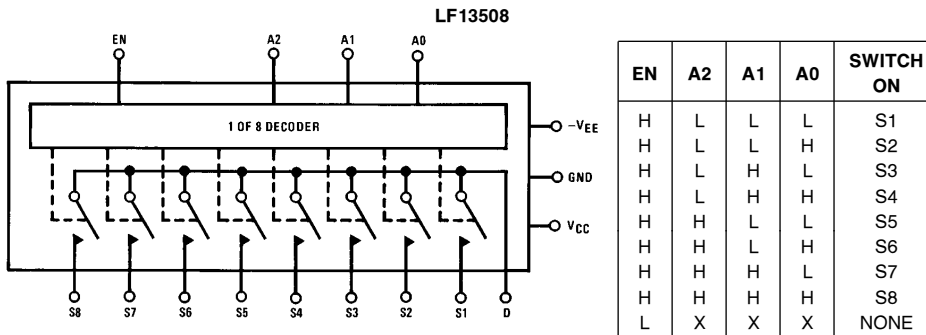 LF13508
EN A2 A1 A0
1 OF 8 DECODER
–VEE
GND
VCC
S8 S7 S6 S5 S4 S3 S2 S1 D
EN A2 A1 A0 SWITCH ON
H L L L S1
H L L H S2
H L H L S3
H L H H S4
H H L L S5
H H L H S6
H H H L S7
H H H H S8
L X X X NONE